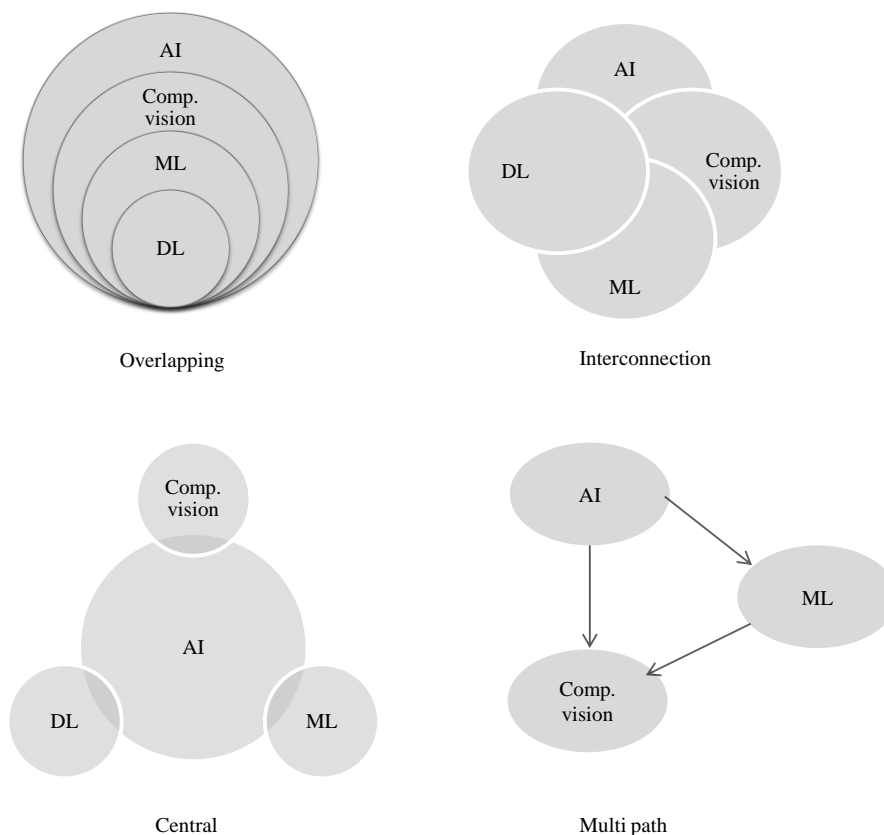 AI
Comp.
vision
ML
DL
Overlapping
AI
DL
Comp.
vision
ML
Interconnection
Comp.
vision
AI
DL
ML
Central
AI
ML
Comp.
vision
Multi path